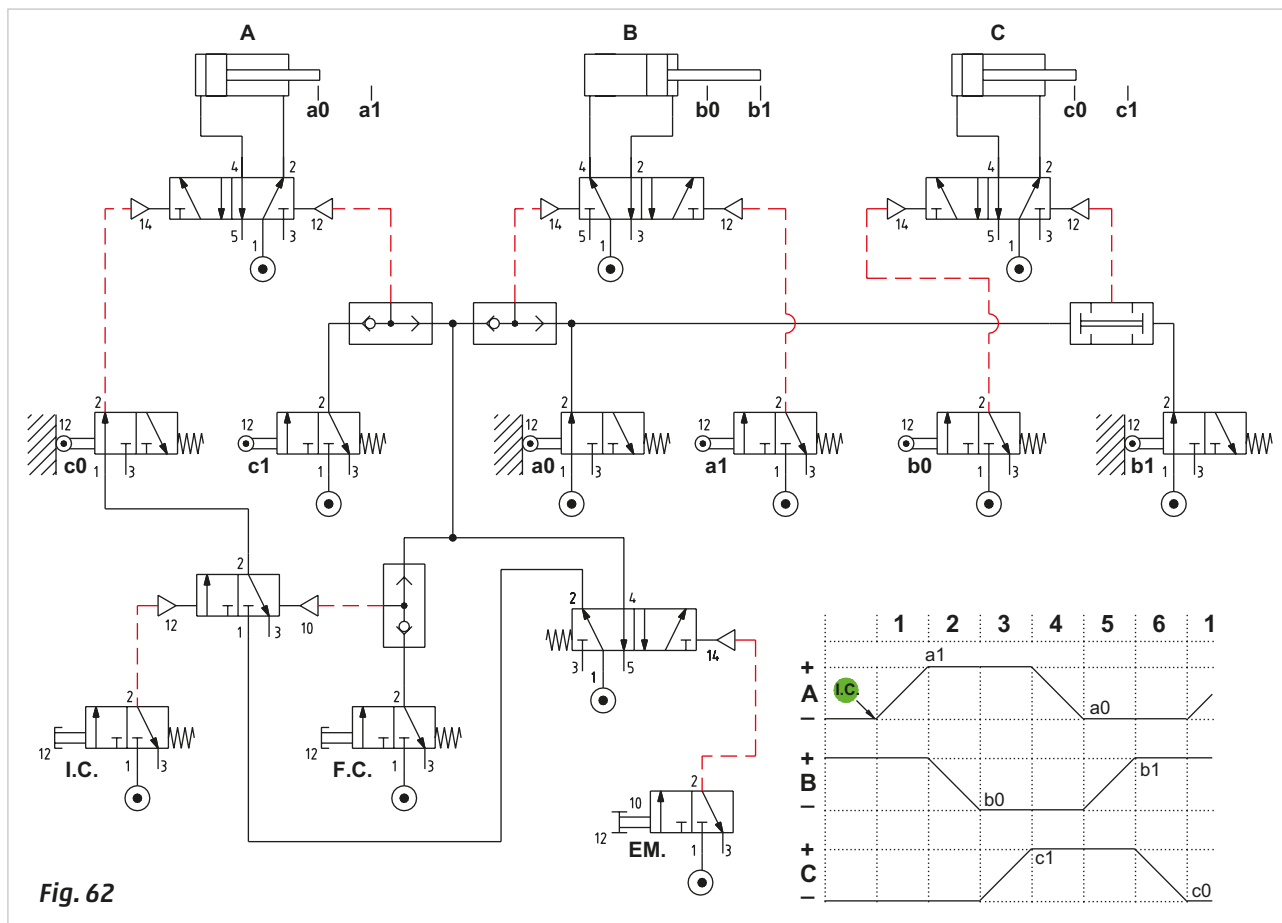 A B C
a0 a1 b0 b1 c0 c1
4 2 4 2 4 2
14 12 14 12 14 12
5 1 3 5 1 3 5 1 3
2 2 2 2 2 2
12 12 12 12 12 12
c0 c1 a0 a1 b0 b1
1 3 1 3 1 3 1 3 1 3 1 3
2 2 4
12 10 14
1 3 3 1 5
2 2
12 12
I.C. 1 3 F.C. 1 3
2
10
12
EM. 1 3
1 2 3 4 5 6 1
+ a1
A I.C.
– a0
+ b1
B
– b0
+ c1
C
– c0
Fig. 62